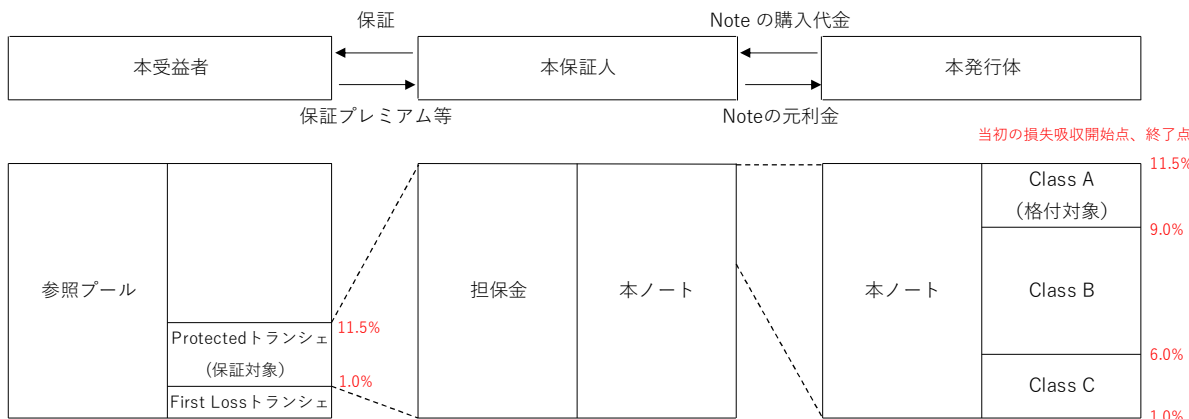 保証
Note の購入代金
本受益者
本保証人
本発行体
保証プレミアム等
Noteの元利金
当初の損失吸収開始点、終了点
参照プール
Protectedトランシェ
(保証対象)
First Lossトランシェ
11.5%
1.0%
担保金
本ノート
本ノート
Class A
（格付対象）
Class B
Class C
11.5%
9.0%
6.0%
1.0%